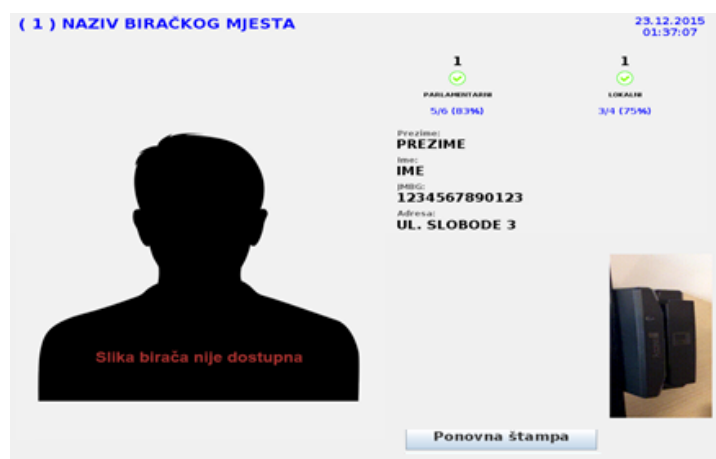 ( 1 ) NAZIV BIRAČKOG MJESTA
23.12.2015
01:37:07
1
PARLAMENTARNI
5/6 (83%)
1
LOKALNI
3/4 (75%)
Prezime:
PREZIME
Ime:
IME
JMBG:
1234567890123
Adresa:
UL. SLOBODE 3
Slika birača nije dostupna
Ponovna štampa